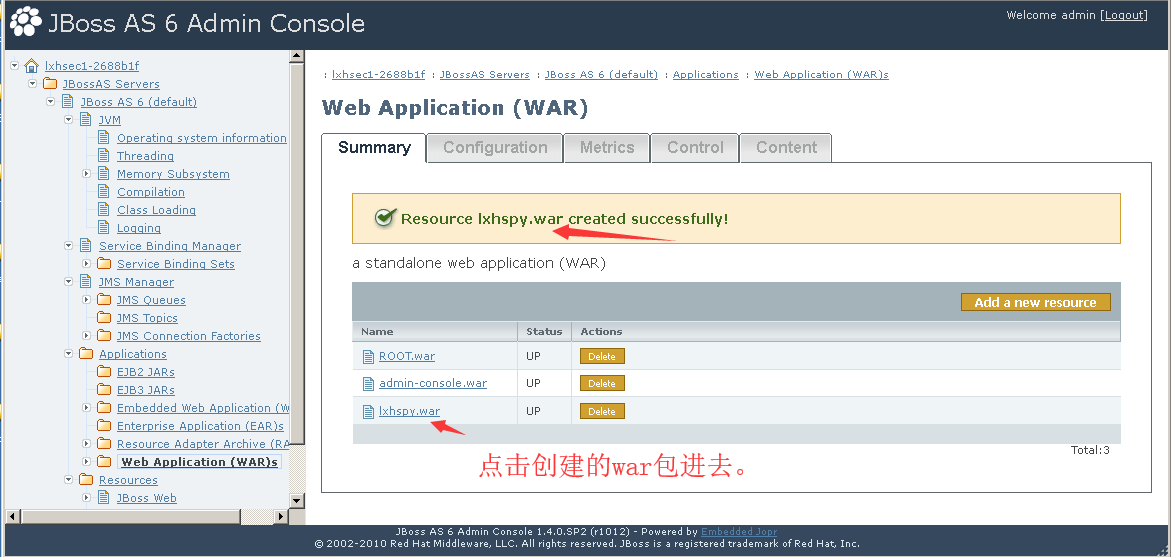 JBoss AS 6 Admin Console
Welcome admin [Logout]
lxhsec1-2688b1f
JBossAS Servers
JBoss AS 6 (default)
JVM
Operating system information
Threading
Memory Subsystem
Compilation
Class Loading
Logging
Service Binding Manager
Service Binding Sets
JMS Manager
JMS Queues
JMS Topics
JMS Connection Factories
Applications
EJB2 JARs
EJB3 JARs
Embedded Web Application (W
Enterprise Application (EAR)s
Resource Adapter Archive (RA
Web Application (WAR)s
Resources
JBoss Web
: lxhsec1-2688b1f : JBossAS Servers : JBoss AS 6 (default) : Applications : Web Application (WAR)s
Web Application (WAR)
Summary Configuration Metrics Control Content
Resource lxhspy.war created successfully!
a standalone web application (WAR)
Add a new resource
Name Status Actions
ROOT.war UP Delete
admin-console.war UP Delete
lxhspy.war UP Delete
Total:3
点击创建的war包进去。
JBoss AS 6 Admin Console 1.4.0.SP2 (r1012) - Powered by Embedded Jopr
© 2002-2010 Red Hat Middleware, LLC. All rights reserved. JBoss is a registered trademark of Red Hat, Inc.